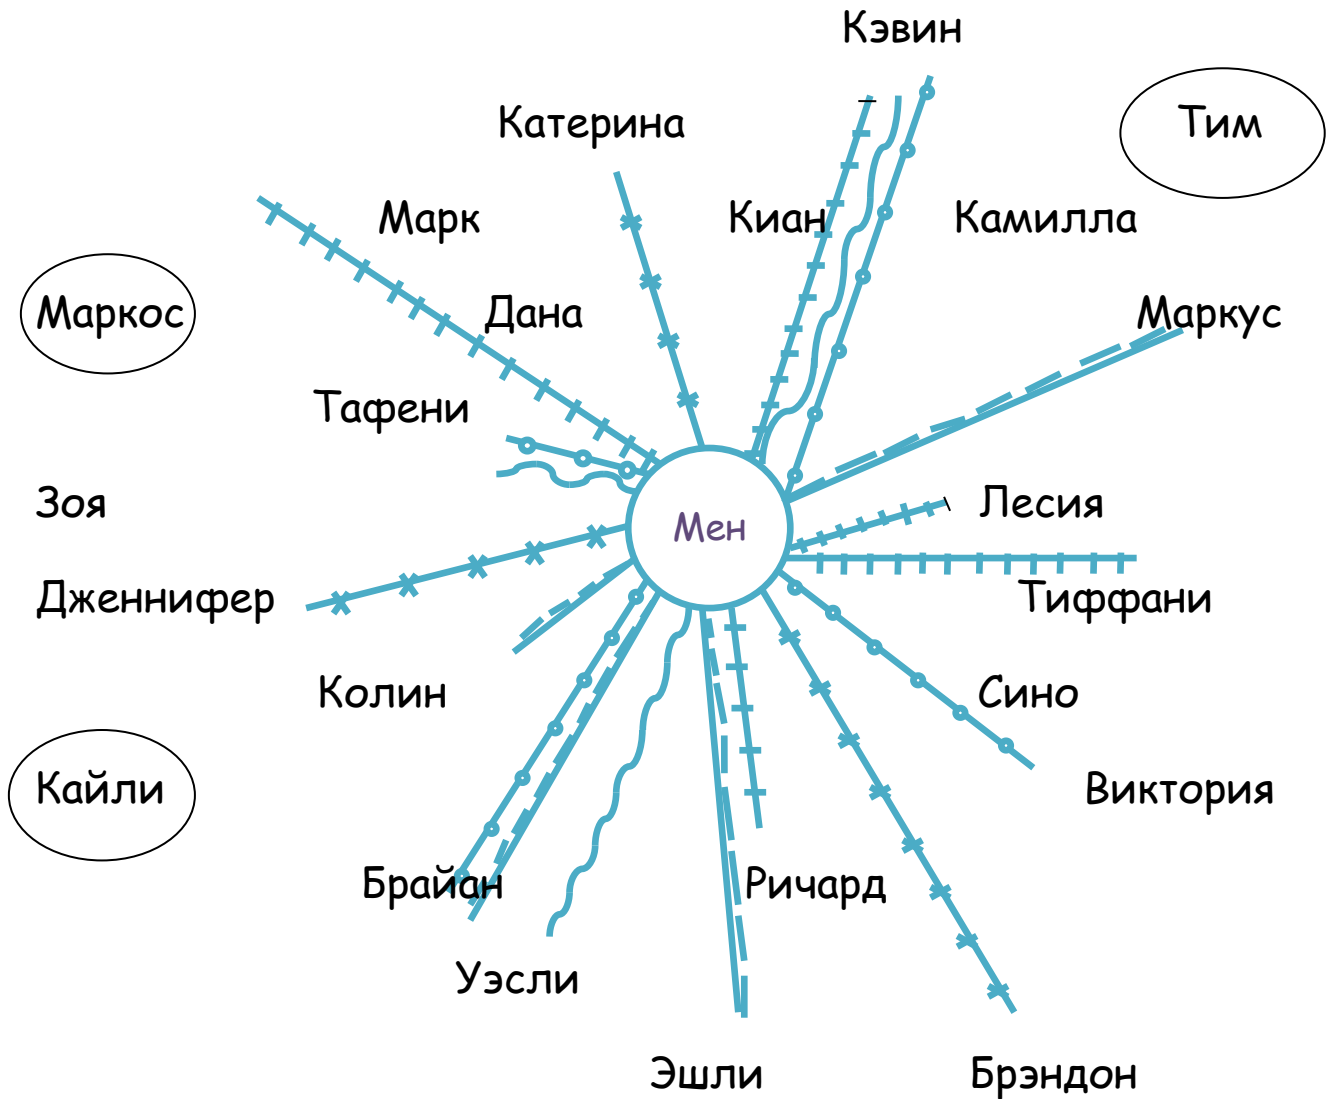 Кэвин
Катерина
Тим
Марк
Киан
Камилла
Маркос
Дана
Маркус
Тафени
Зоя
Мен
Лесия
Дженнифер
Тиффани
Колин
Сино
Кайли
Виктория
Брайан
Ричард
Уэсли
Эшли
Брэндон